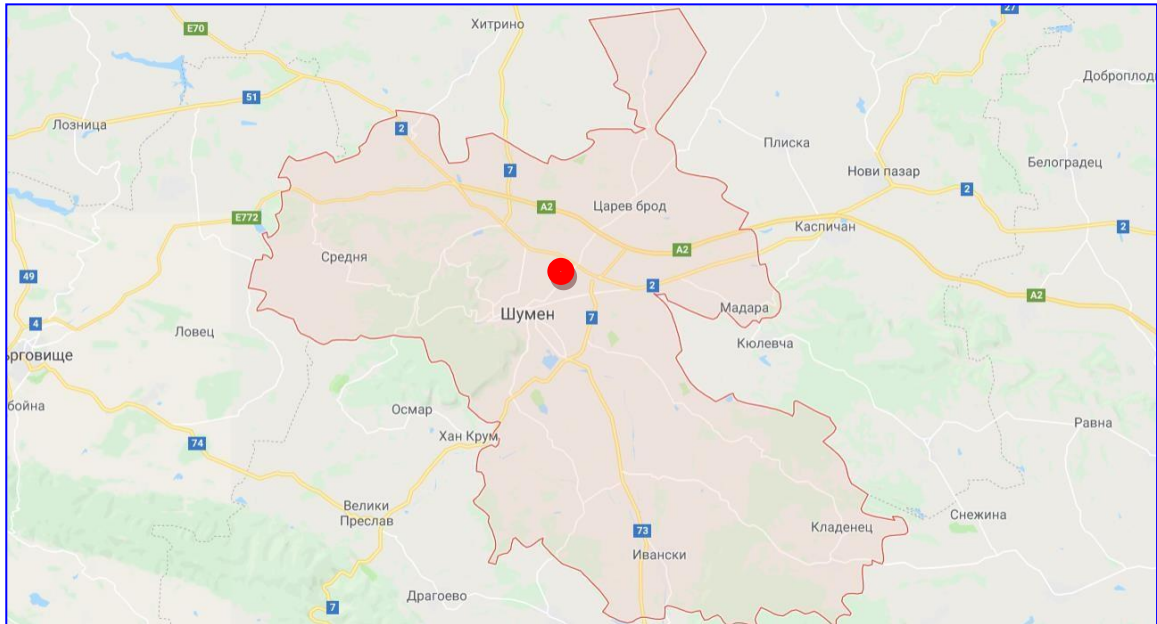 27
Хитрино
E70
Доброплод
51
Лозница
2
Плиска
Белоградец
7
Нови пазар
2
A2
Царев брод
E772
Каспичан
2
A2
Средня
49
2
A2
Мадара
4
Ловец
Шумен
7
Кюлевча
ърговище
бойна
Осмар
Равна
Хан Крум
74
Велики
Преслав
Снежина
73
Кладенец
Ивански
Драгоево
7